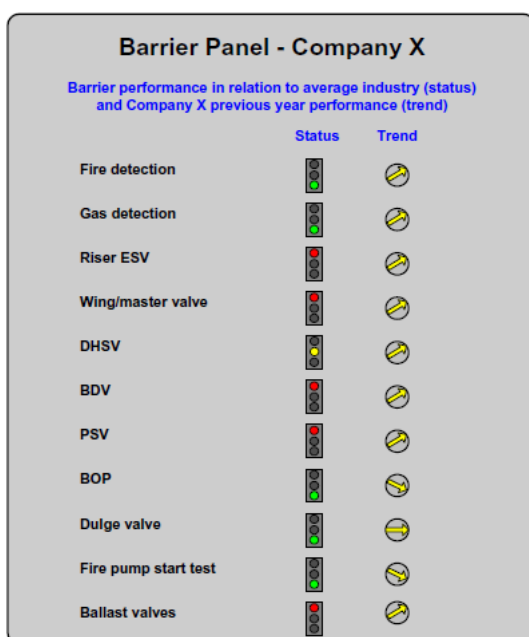 Barrier Panel - Company X
Barrier performance in relation to average industry (status)
and Company X previous year performance (trend)
Status Trend
Fire detection
Gas detection
Riser ESV
Wing/master valve
DHSV
BDV
PSV
BOP
Dulge valve
Fire pump start test
Ballast valves